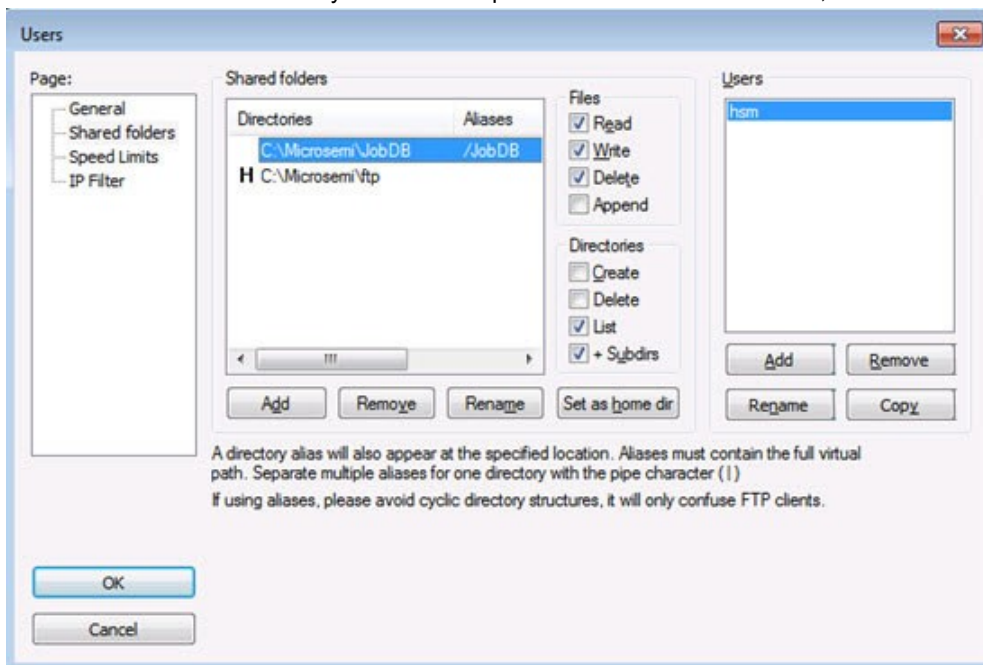 Users
Page:
General
Shared folders
Speed Limits
IP Filter
Shared folders
Directories Aliases
C:\Microsemi\JobDB /JobDB
H C:\Microsemi\ftp
Files
Read
Write
Delete
Append
Directories
Create
Delete
List
+ Subdirs
Add Remove Rename Set as home dir
Users
hsm
Add Remove
Rename Copy
A directory alias will also appear at the specified location. Aliases must contain the full virtual
path. Separate multiple aliases for one directory with the pipe character (|)
If using aliases, please avoid cyclic directory structures, it will only confuse FTP clients.
OK
Cancel